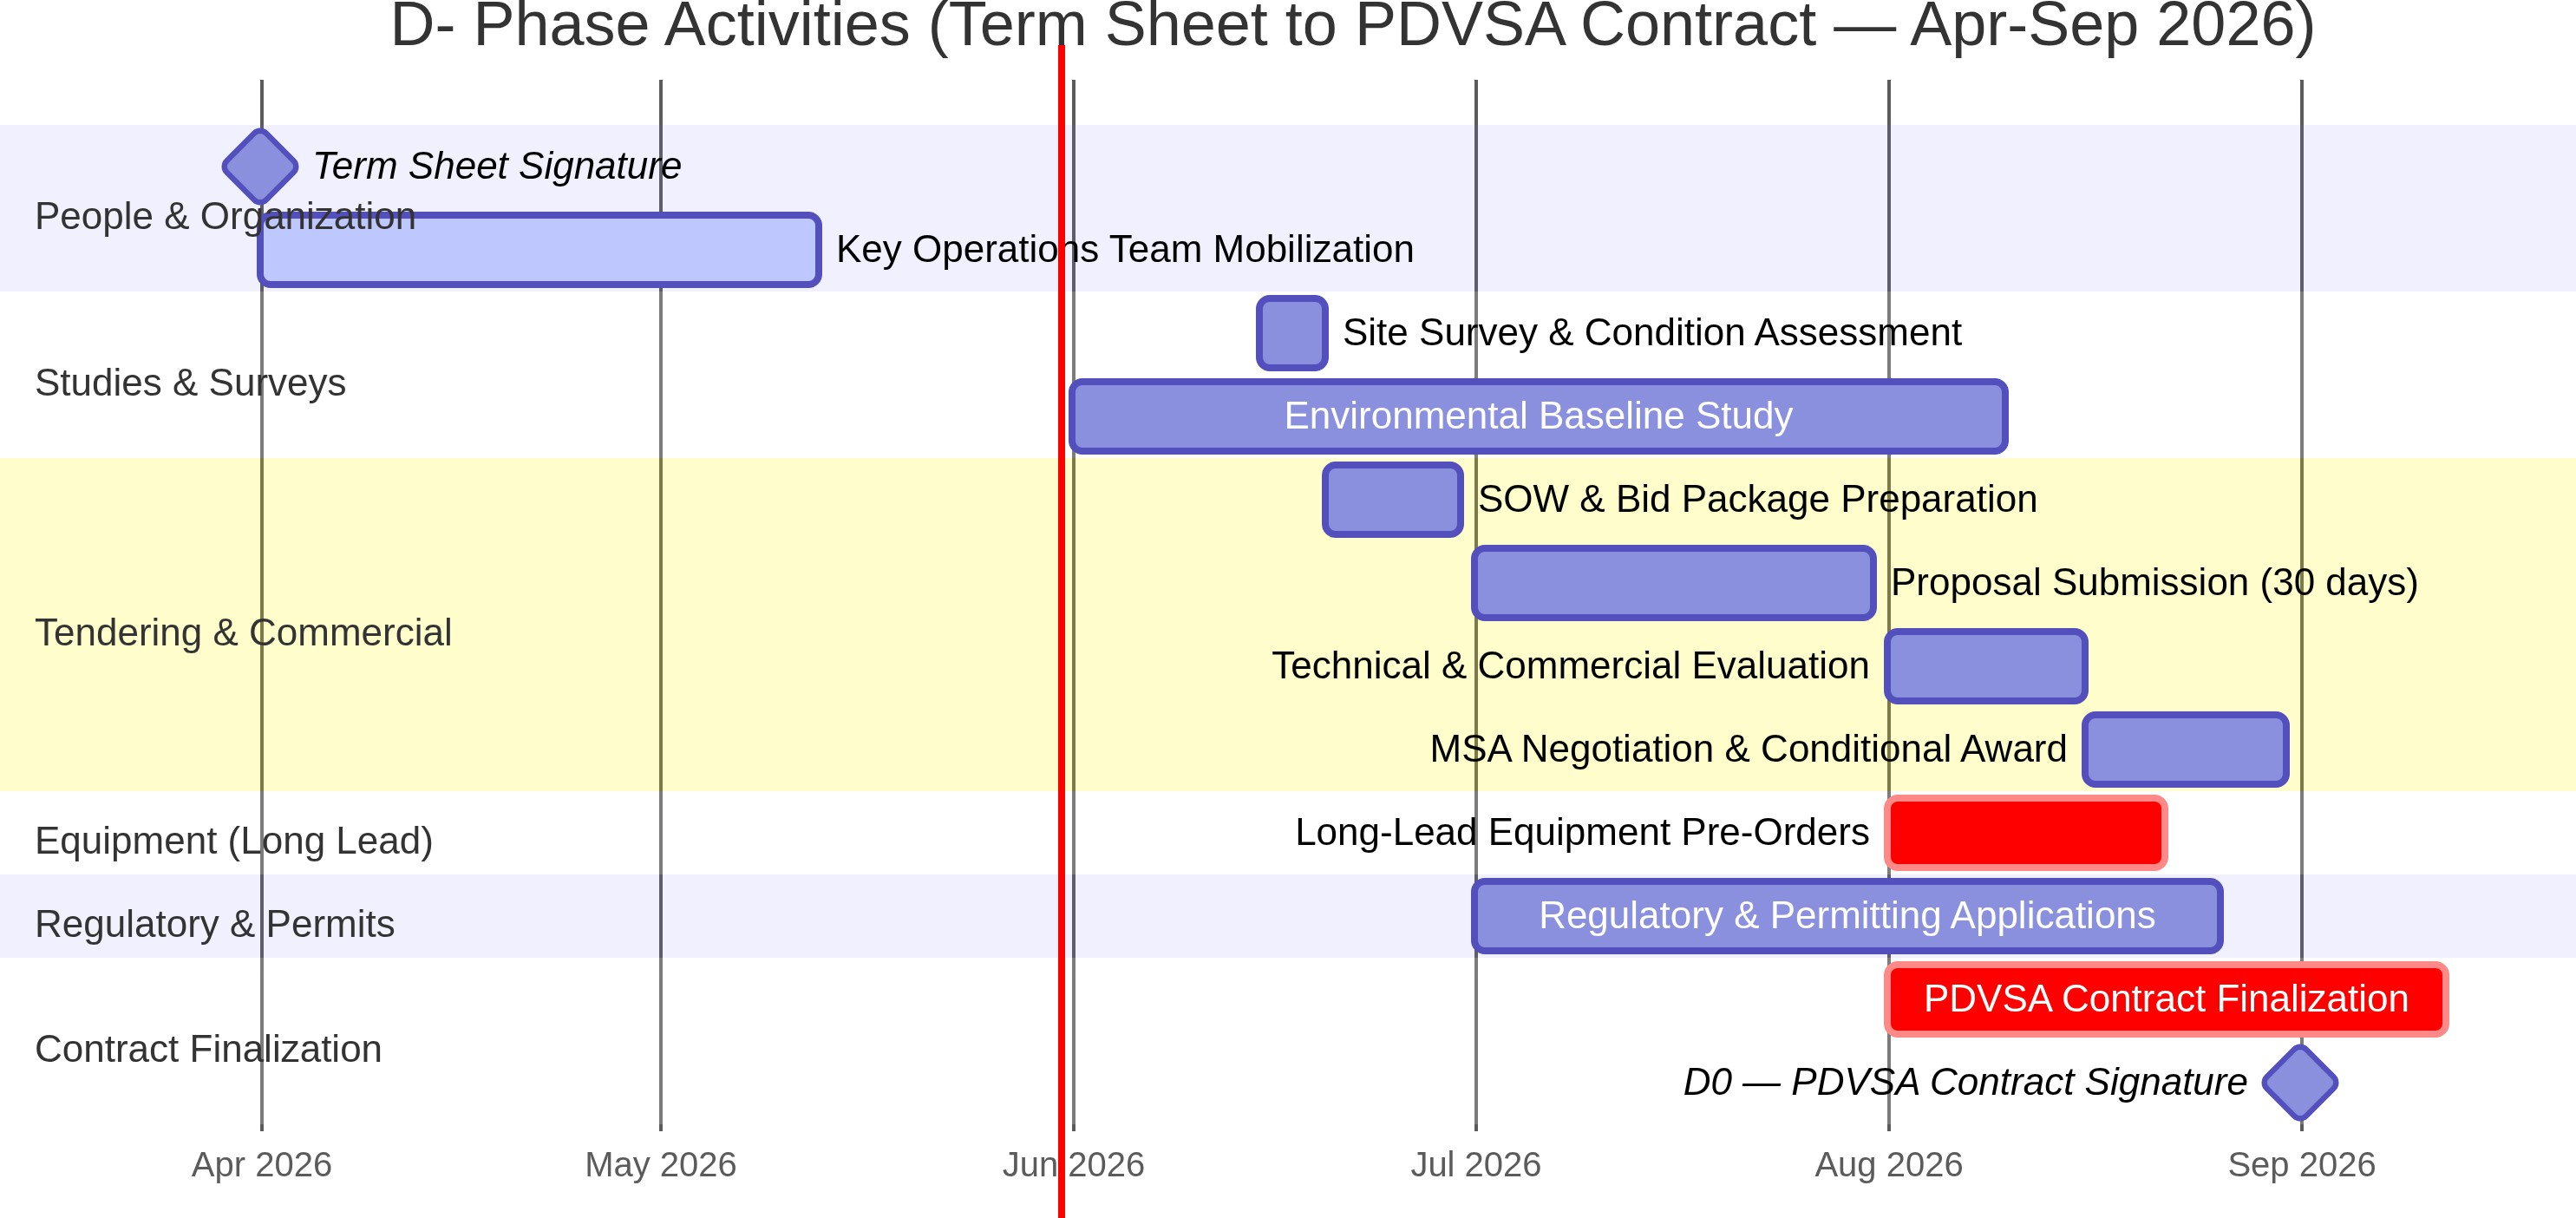 D- Phase Activities (Term Sheet to PDVSA Contract — Apr-Sep 2026)
Term Sheet Signature
People & Organization
Key Operations Team Mobilization
Site Survey & Condition Assessment
Studies & Surveys
Environmental Baseline Study
SOW & Bid Package Preparation
Proposal Submission (30 days)
Tendering & Commercial
Technical & Commercial Evaluation
MSA Negotiation & Conditional Award
Long-Lead Equipment Pre-Orders
Equipment (Long Lead)
Regulatory & Permitting Applications
Regulatory & Permits
PDVSA Contract Finalization
Contract Finalization
D0 — PDVSA Contract Signature
Apr 2026 May 2026 Jun 2026 Jul 2026 Aug 2026 Sep 2026